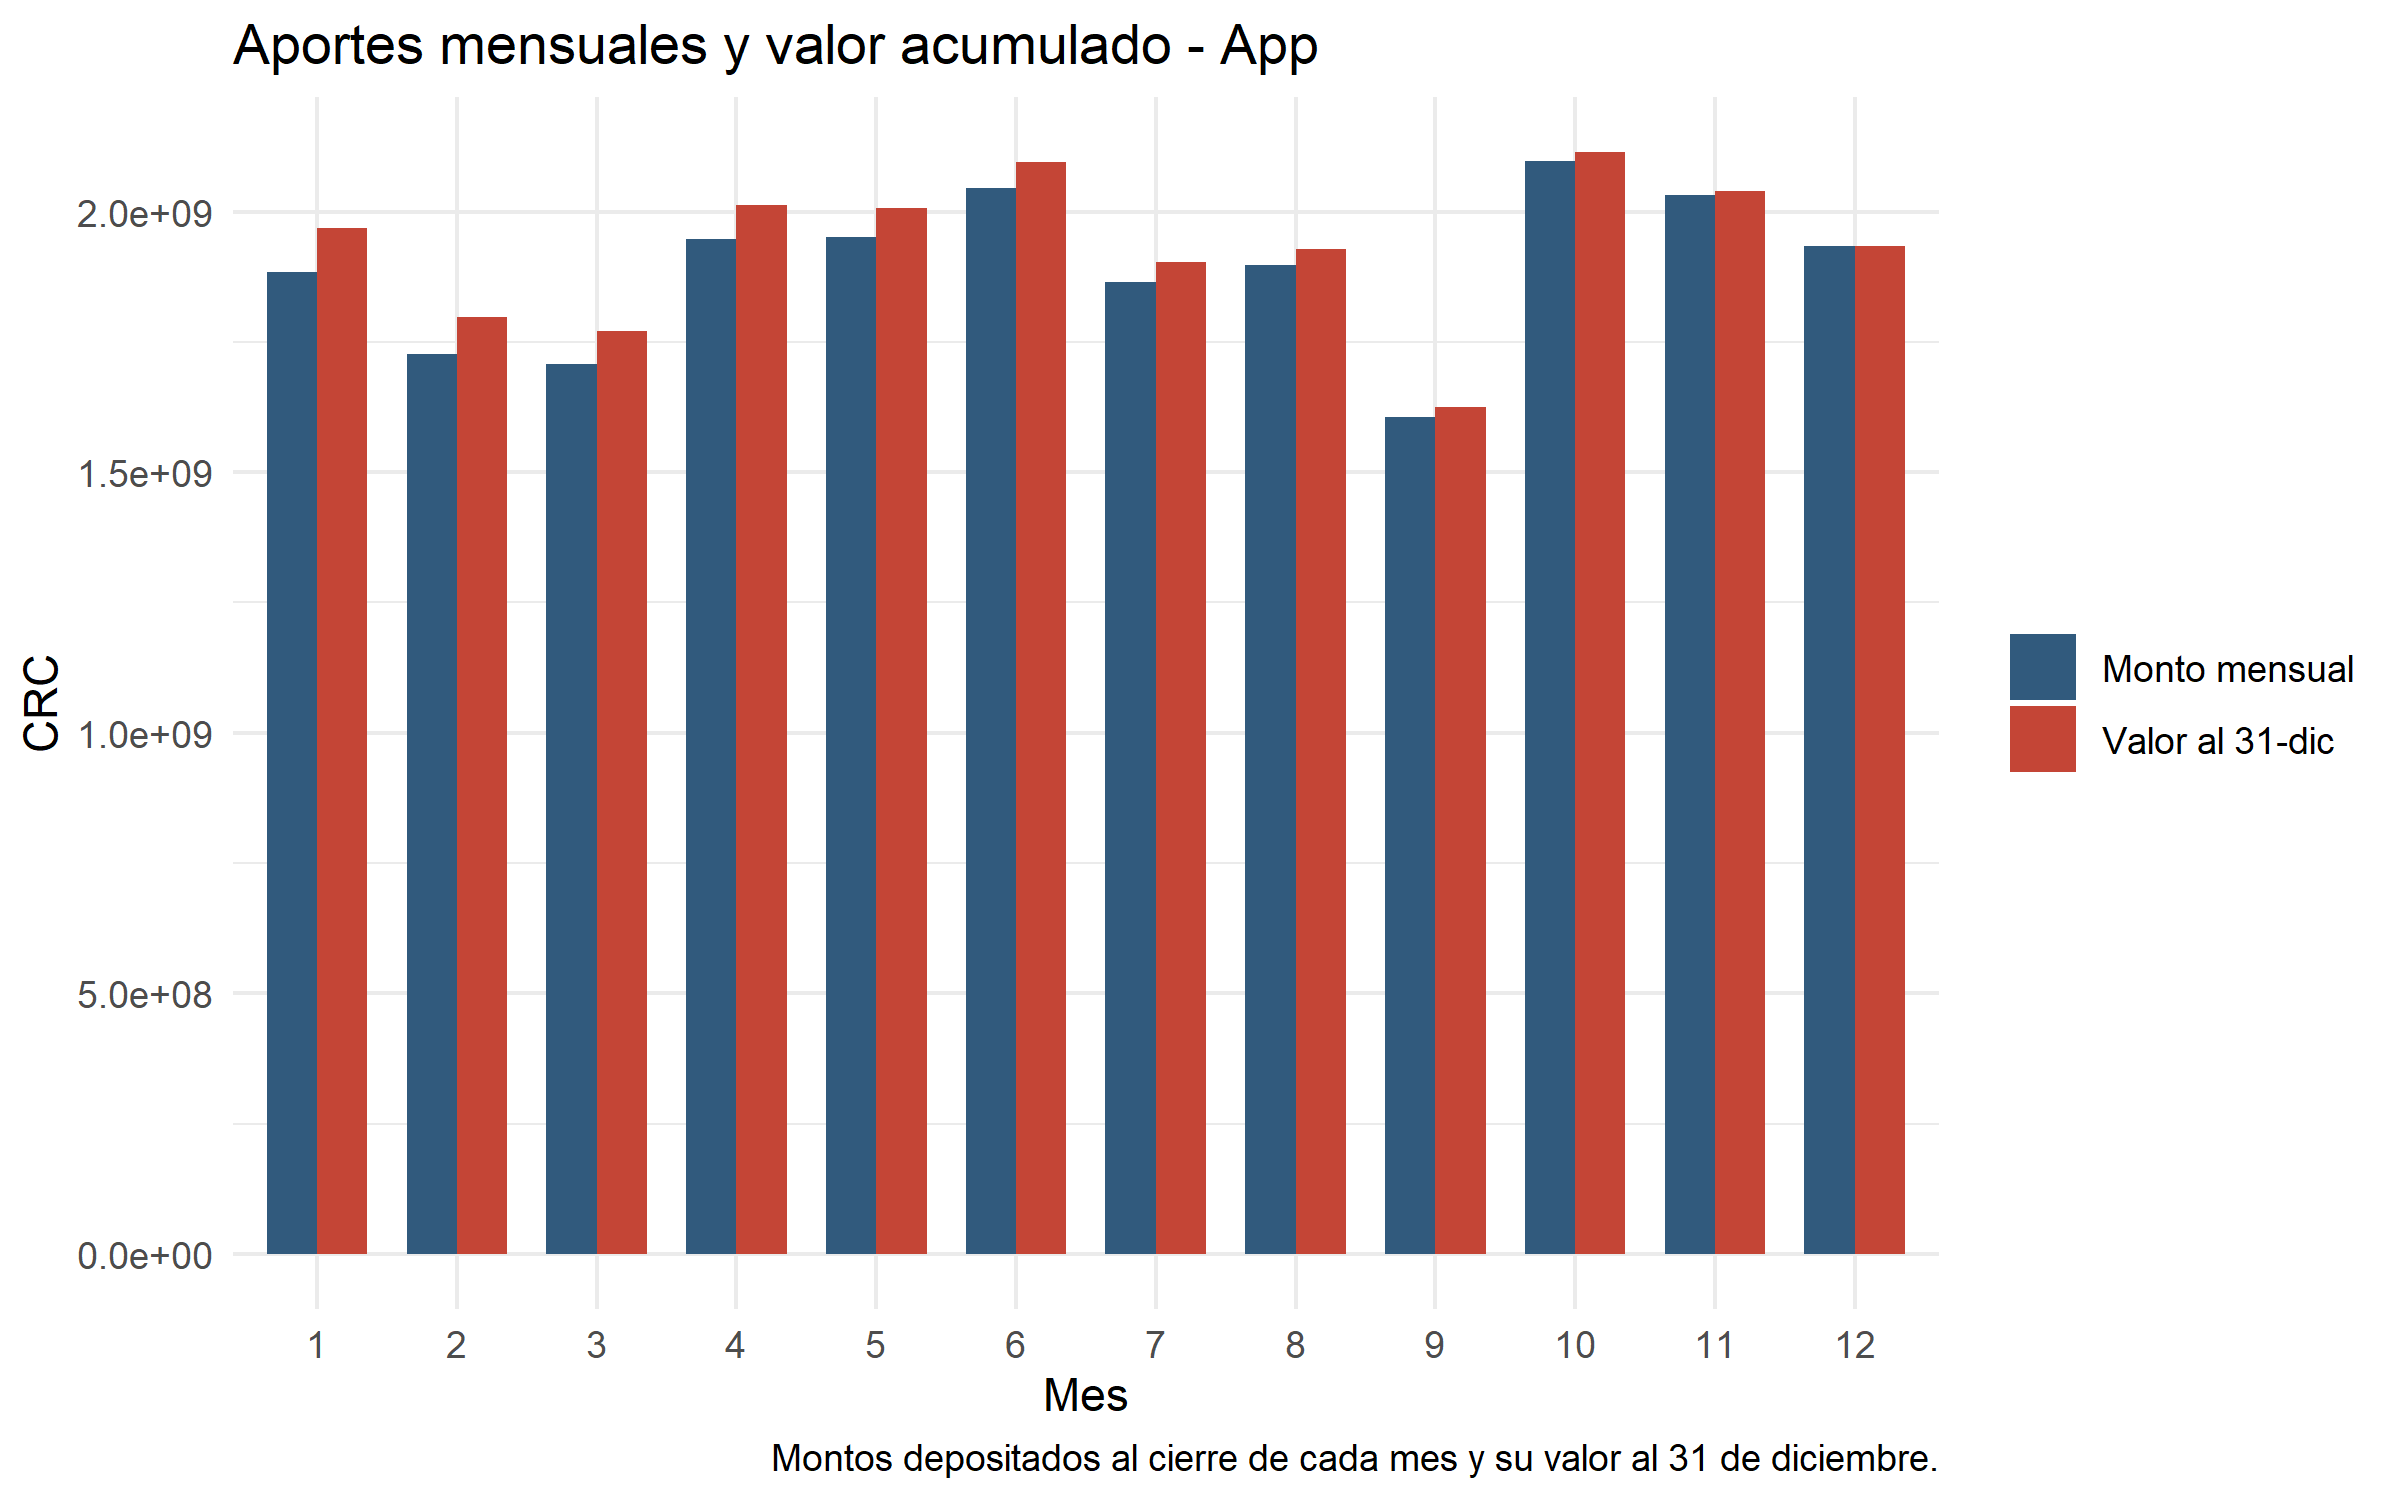 Aportes mensuales y valor acumulado - App
CRC
2.0e+09
1.5e+09
1.0e+09
5.0e+08
0.0e+00
1 2 3 4 5 6 7 8 9 10 11 12
Mes
Monto mensual
Valor al 31-dic
Montos depositados al cierre de cada mes y su valor al 31 de diciembre.